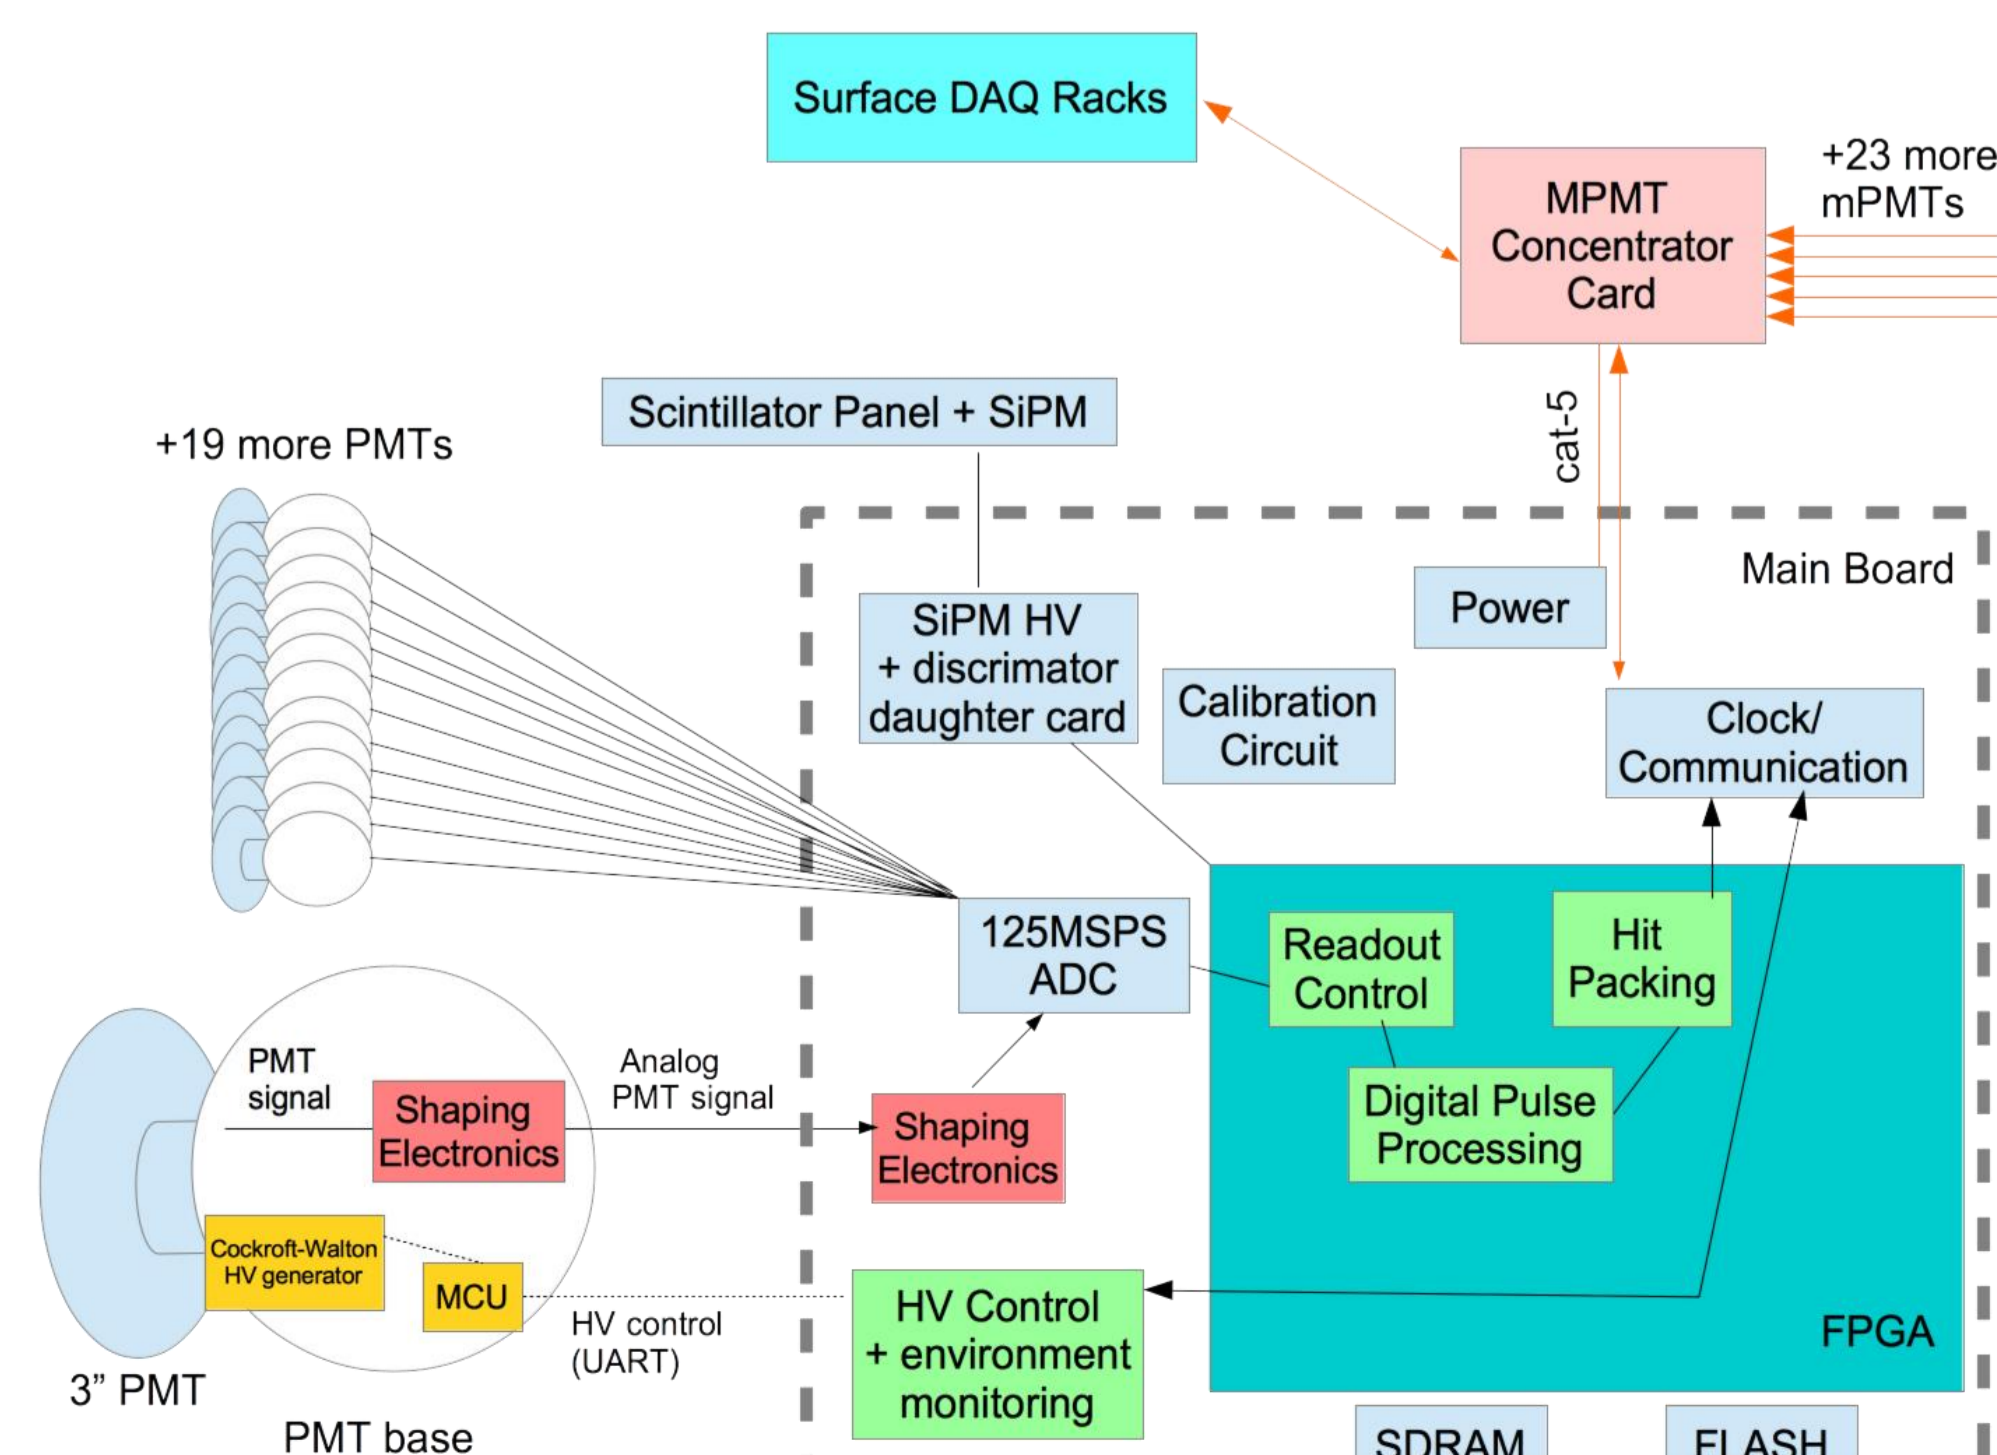 Surface DAQ Racks
+23 more
mPMTs
MPMT
Concentrator
Card
cat-5
Scintillator Panel + SiPM
+19 more PMTs
Main Board
Power
SiPM HV
+ discrimator
daughter card
Calibration
Circuit
Clock/
Communication
125MSPS
ADC
Readout
Control
Hit
Packing
Digital Pulse
Processing
PMT
signal
Shaping
Electronics
Analog
PMT signal
Shaping
Electronics
Cockroft-Walton
HV generator
MCU
HV control
(UART)
HV Control
+ environment
monitoring
FPGA
3” PMT
PMT base
SDRAM
FLASH